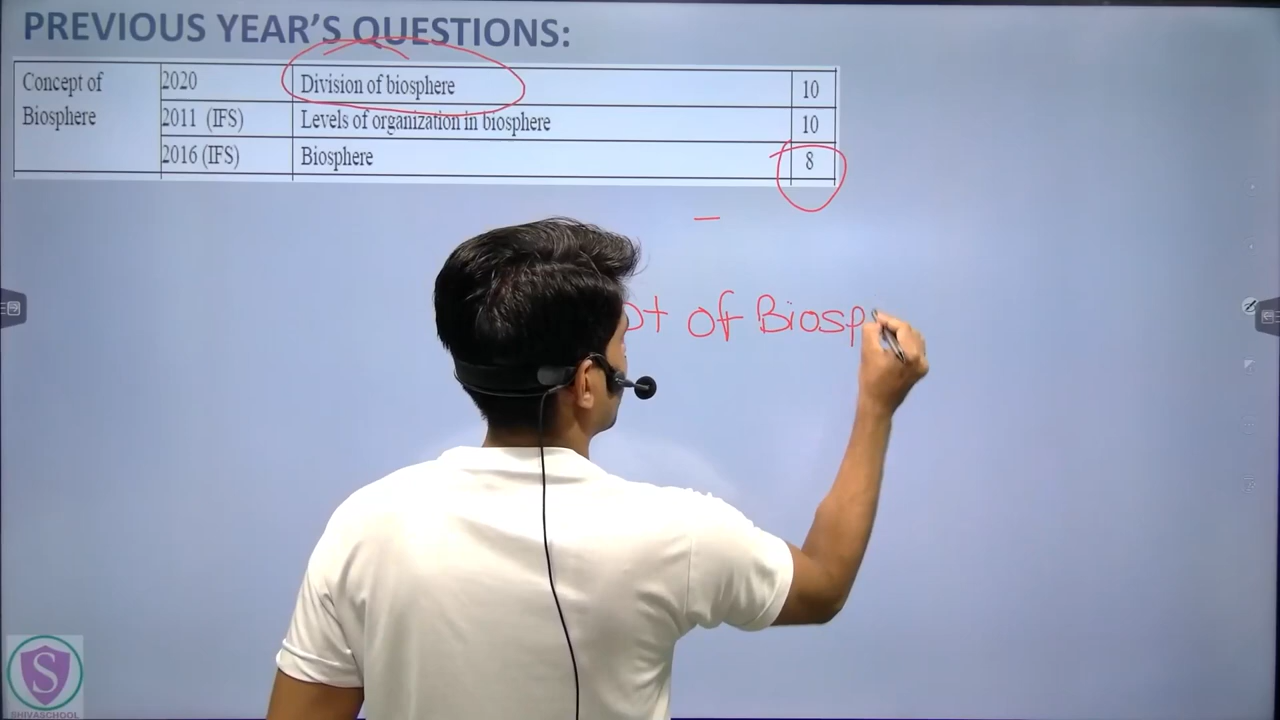 PREVIOUS YEAR'S QUESTIONS:
Concept of Biosphere 2020 Division of biosphere 10
2011 (IFS) Levels of organization in biosphere 10
2016 (IFS) Biosphere 8
of Biosp
SHIVASCHOOL